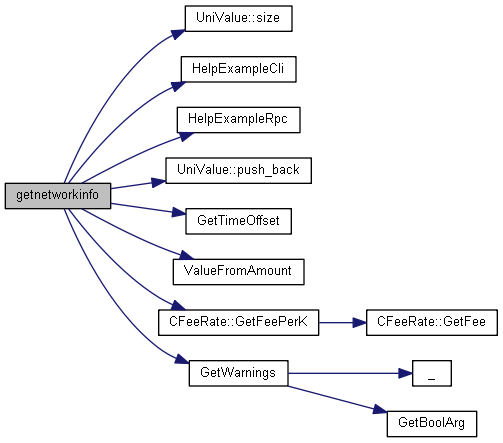 UniValue::size
HelpExampleCli
HelpExampleRpc
UniValue::push_back
getnetworkinfo
GetTimeOffset
ValueFromAmount
CFeeRate::GetFeePerK
CFeeRate::GetFee
GetWarnings
_
GetBoolArg